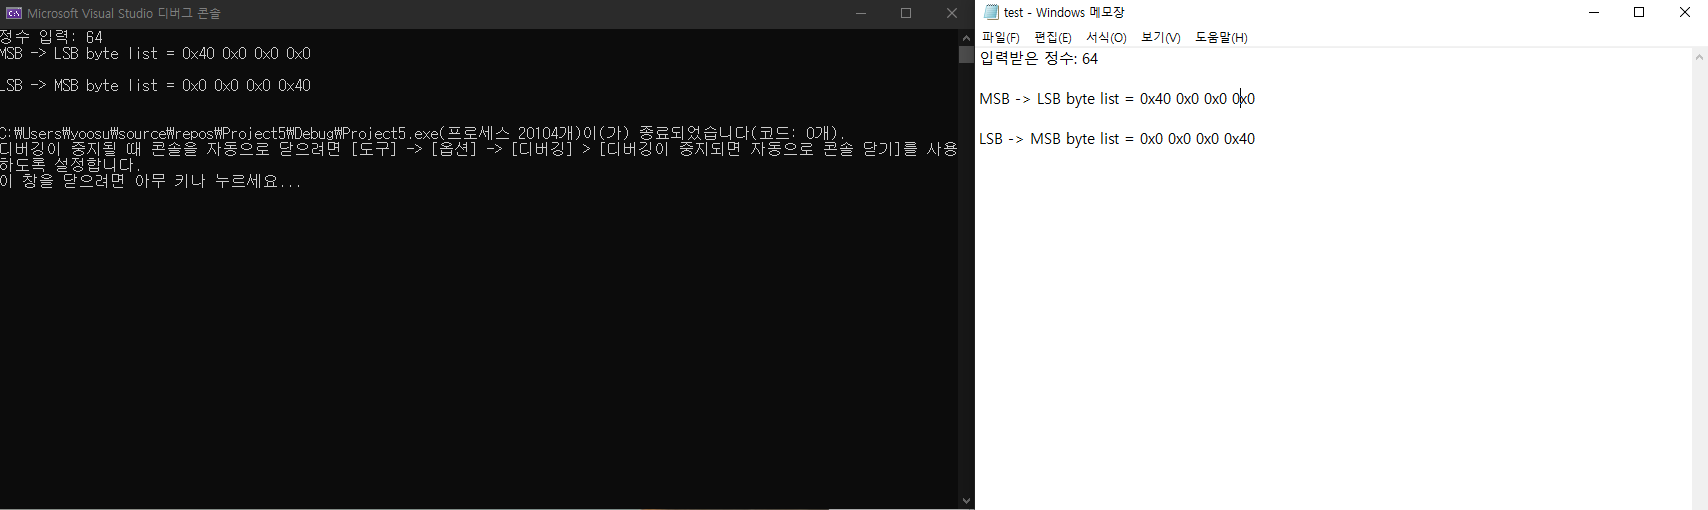 Microsoft Visual Studio 디버그 콘솔
정수 입력: 64
MSB -> LSB byte list = 0x40 0x0 0x0 0x0
LSB -> MSB byte list = 0x0 0x0 0x0 0x40
C:₩Users₩yoosu₩source₩repos₩Project5₩Debug₩Project5.exe(프로세스 20104개)이(가) 종료되었습니다(코드: 0개).
디버깅이 중지될 때 콘솔을 자동으로 닫으려면 [도구] -> [옵션] -> [디버깅] > [디버깅이 중지되면 자동으로 콘솔 닫기]를 사용
하도록 설정합니다.
이 창을 닫으려면 아무 키나 누르세요...
test - Windows 메모장
파일(F) 편집(E) 서식(O) 보기(V) 도움말(H)
입력받은 정수: 64
MSB -> LSB byte list = 0x40 0x0 0x0 0x0
LSB -> MSB byte list = 0x0 0x0 0x0 0x40